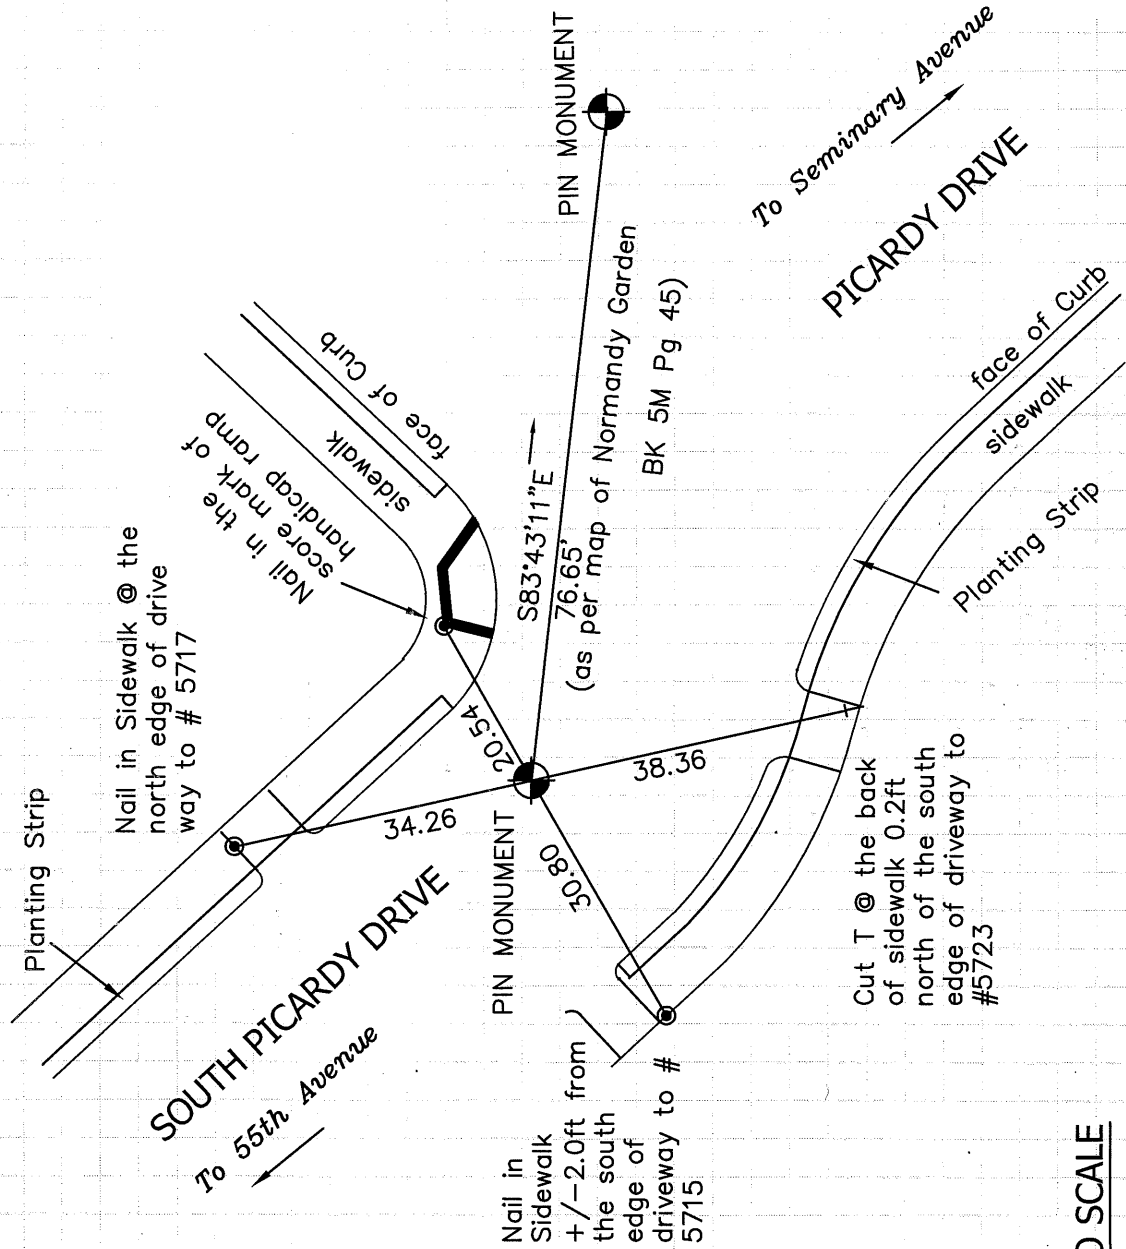 PIN MONUMENT
To Seminary Avenue
PICARDY DRIVE
face of Curb
sidewalk
Nail in the
score mark of
handicap ramp
S83°43'11"E
76.65'
(as per map of Normandy Garden
BK 5M Pg 45)
face of Curb
sidewalk
Planting Strip
Nail in Sidewalk @ the
north edge of drive
way to # 5717
Planting Strip
20.54
34.26
38.36
30.80
PIN MONUMENT
SOUTH PICARDY DRIVE
To 55th Avenue
Cut T @ the back
of sidewalk 0.2ft
north of the south
edge of driveway to
#5723
Nail in
Sidewalk
+/-2.0ft from
the south
edge of
driveway to #
5715
SCALE